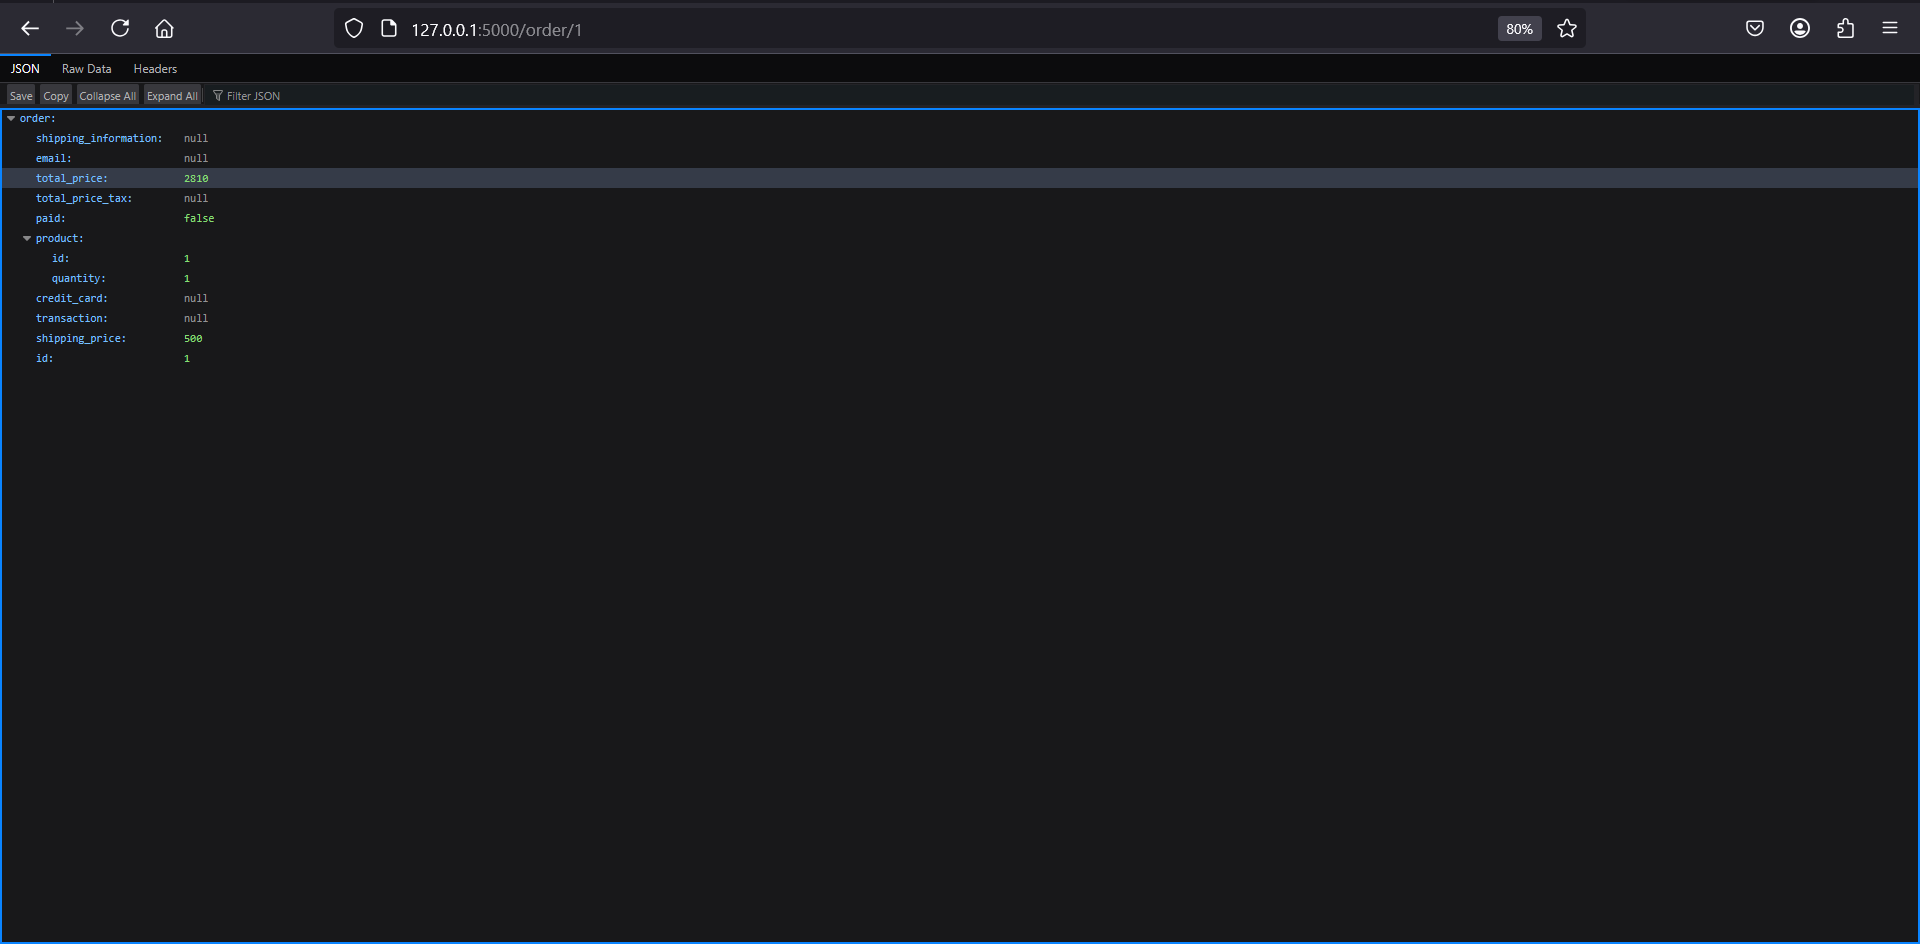 127.0.0.1:5000/order/1 80%
JSON Raw Data Headers
Save Copy Collapse All Expand All Filter JSON
order:
shipping_information: null
email: null
total_price: 2810
total_price_tax: null
paid: false
product:
id: 1
quantity: 1
credit_card: null
transaction: null
shipping_price: 500
id: 1